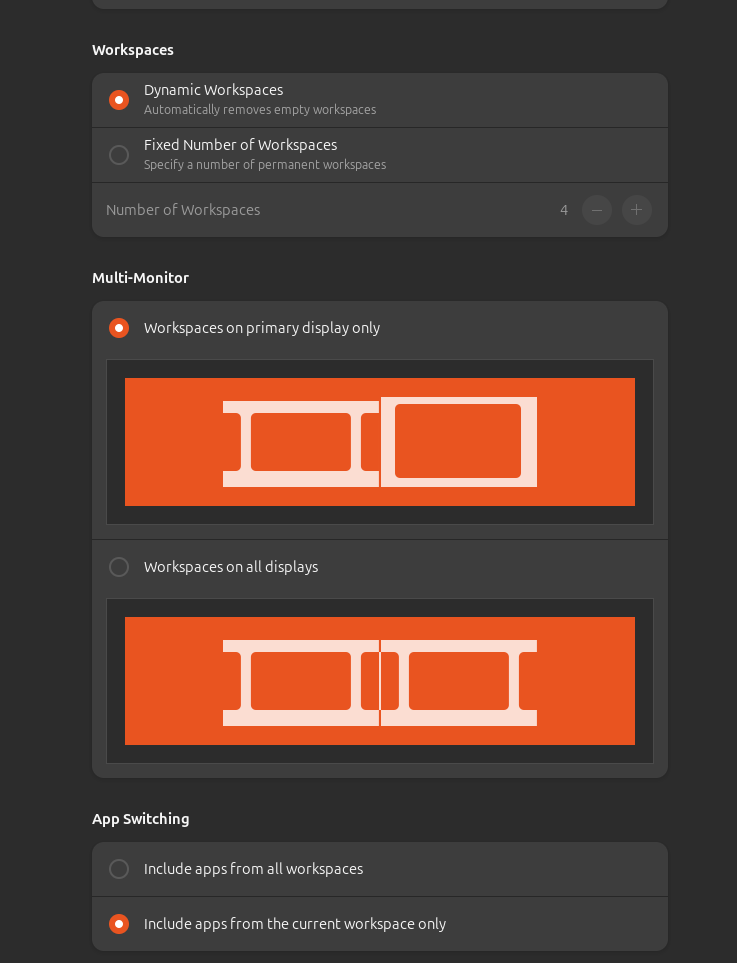 Workspaces
Dynamic Workspaces
Automatically removes empty workspaces
Fixed Number of Workspaces
Specify a number of permanent workspaces
Number of Workspaces 4 − +
Multi-Monitor
Workspaces on primary display only
Workspaces on all displays
App Switching
Include apps from all workspaces
Include apps from the current workspace only